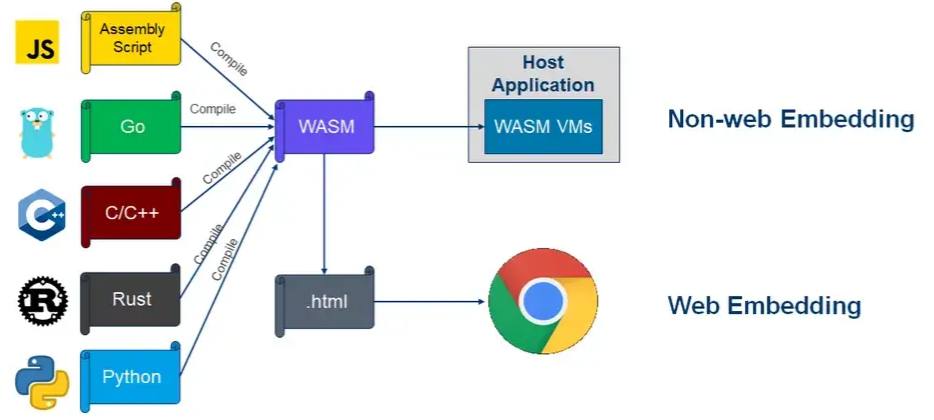 JS
Assembly
Script
Compile
Go
Compile
WASM
Host
Application
WASM VMs
Non-web Embedding
C++
C/C++
Compile
R
Rust
Compile
Compile
.html
Web Embedding
Python